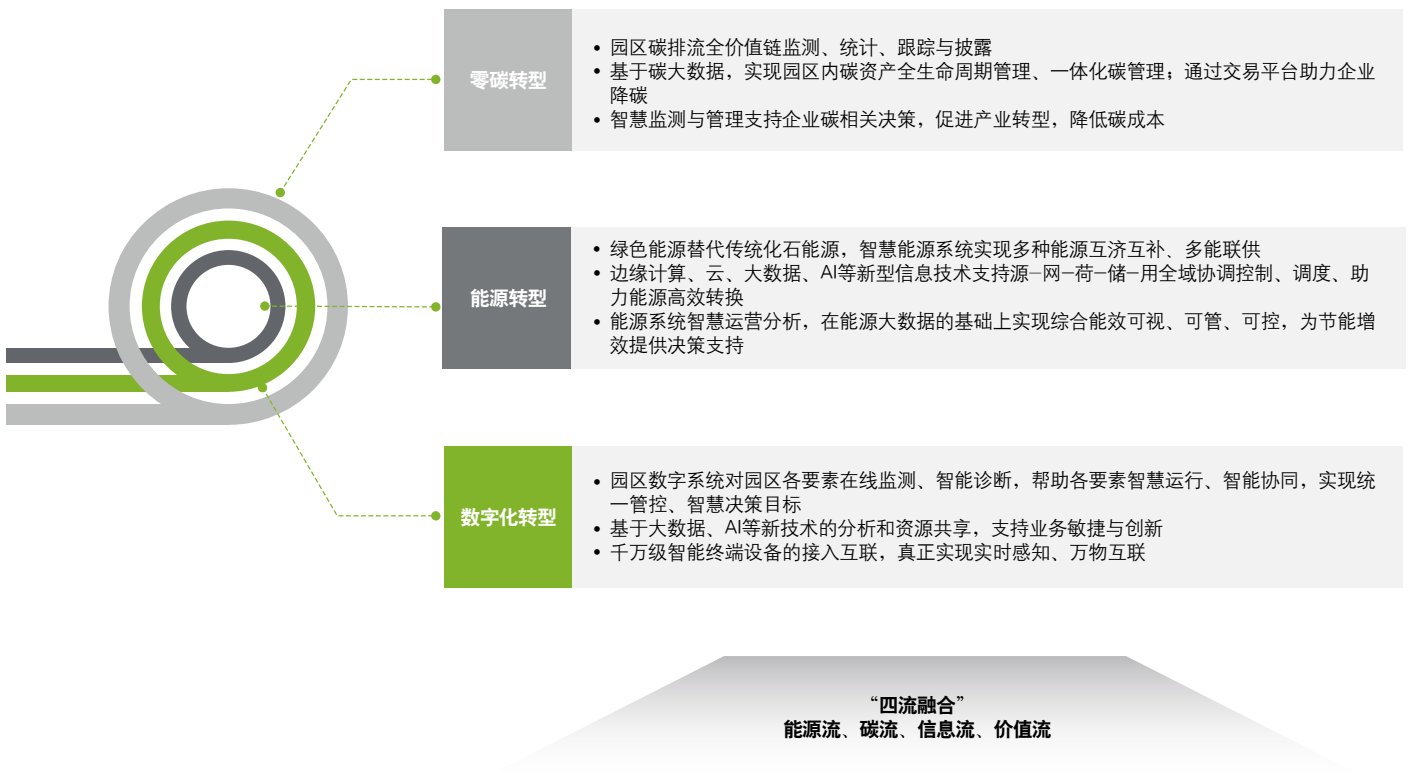 零碳转型
• 园区碳排流全价值链监测、统计、跟踪与披露
• 基于碳大数据，实现园区内碳资产全生命周期管理、一体化碳管理；通过交易平台助力企业
降碳
• 智慧监测与管理支持企业碳相关决策，促进产业转型，降低碳成本
能源转型
• 绿色能源替代传统化石能源，智慧能源系统实现多种能源互济互补、多能联供
• 边缘计算、云、大数据、AI等新型信息技术支持源–网–荷–储–用全域协调控制、调度、助
力能源高效转换
• 能源系统智慧运营分析，在能源大数据的基础上实现综合能效可视、可管、可控，为节能增
效提供决策支持
数字化转型
• 园区数字系统对园区各要素在线监测、智能诊断，帮助各要素智慧运行、智能协同，实现统
一管控、智慧决策目标
• 基于大数据、AI等新技术的分析和资源共享，支持业务敏捷与创新
• 千万级智能终端设备的接入互联，真正实现实时感知、万物互联
“四流融合”
能源流、碳流、信息流、价值流